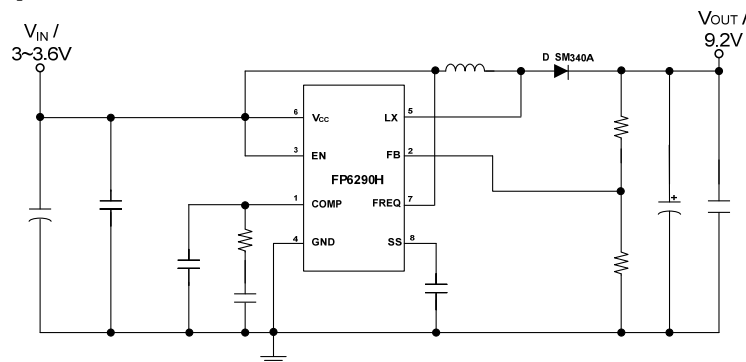 VIN /
3~3.6V
VOUT /
9.2V
D SM340A
6 VCC LX 5
3 EN FB 2
FP6290H
1 COMP FREQ 7
4 GND SS 8
+